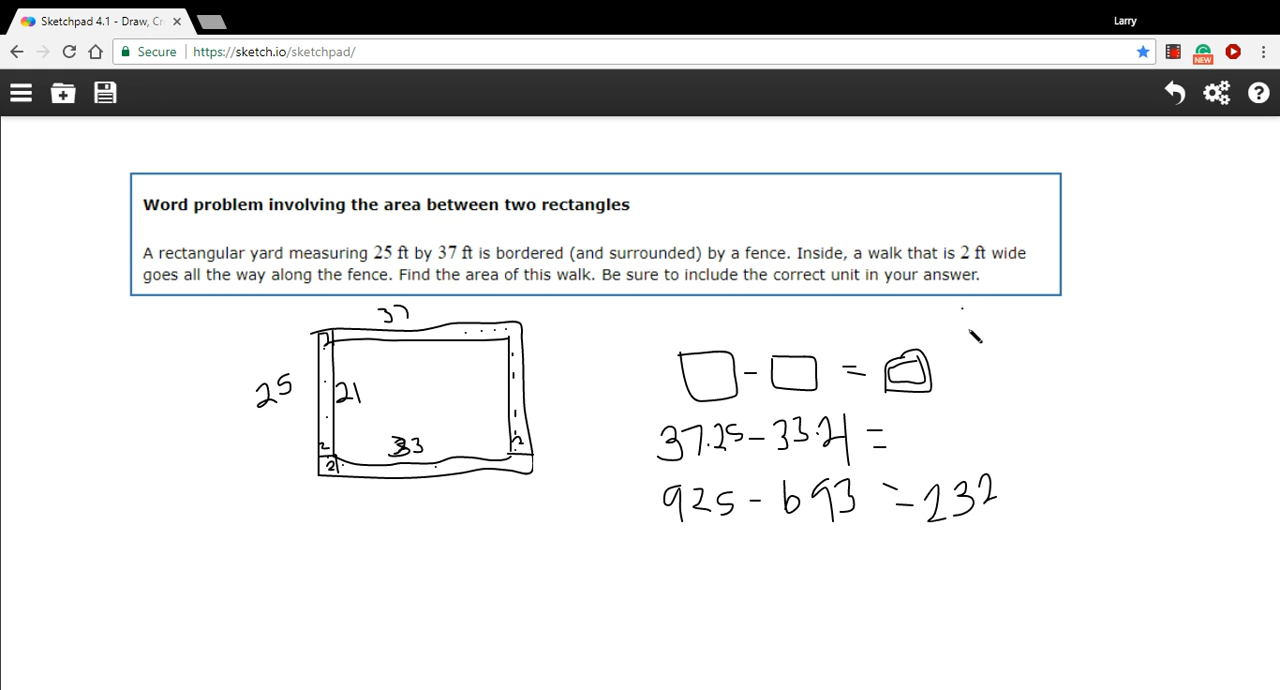 Sketchpad 4.1 - Draw, Cr
Larry
Secure https://sketch.io/sketchpad/
NEW
Word problem involving the area between two rectangles
A rectangular yard measuring 25 ft by 37 ft is bordered (and surrounded) by a fence. Inside, a walk that is 2 ft wide
goes all the way along the fence. Find the area of this walk. Be sure to include the correct unit in your answer.
37
2
25
21
33
2
2
2
- =
37.25 - 33.21 =
925 - 693 = 232